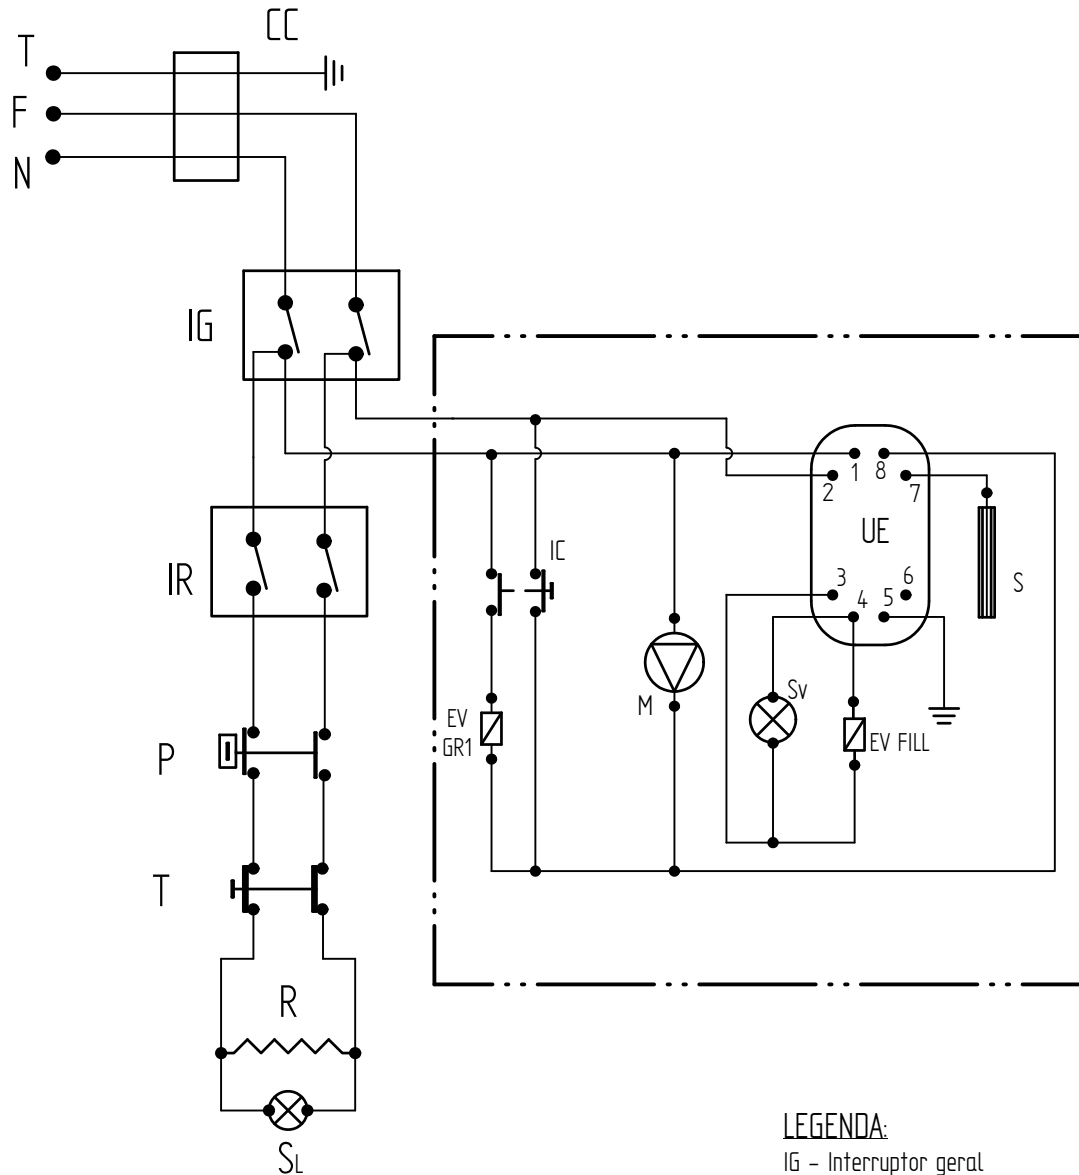 CC
T
F
N
IG
IR
IC
1
8
2
7
UE
3
6
4
5
S
M
Sv
EV
GR1
EV FILL
P
T
R
SL
LEGENDA:
IG - Interruptor geral